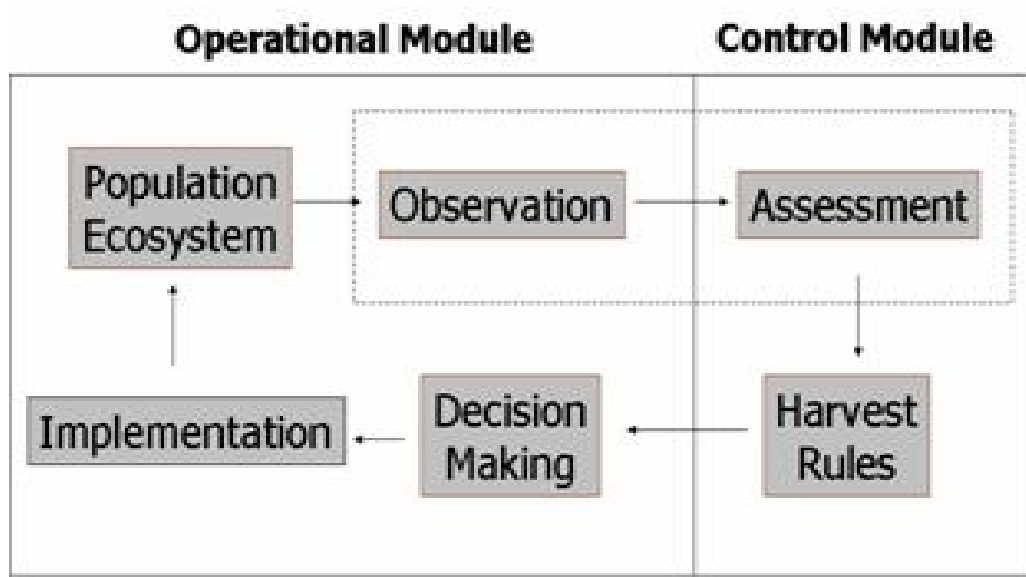 Operational Module
Control Module
Population
Ecosystem
Observation
Assessment
Implementation
Decision
Making
Harvest
Rules